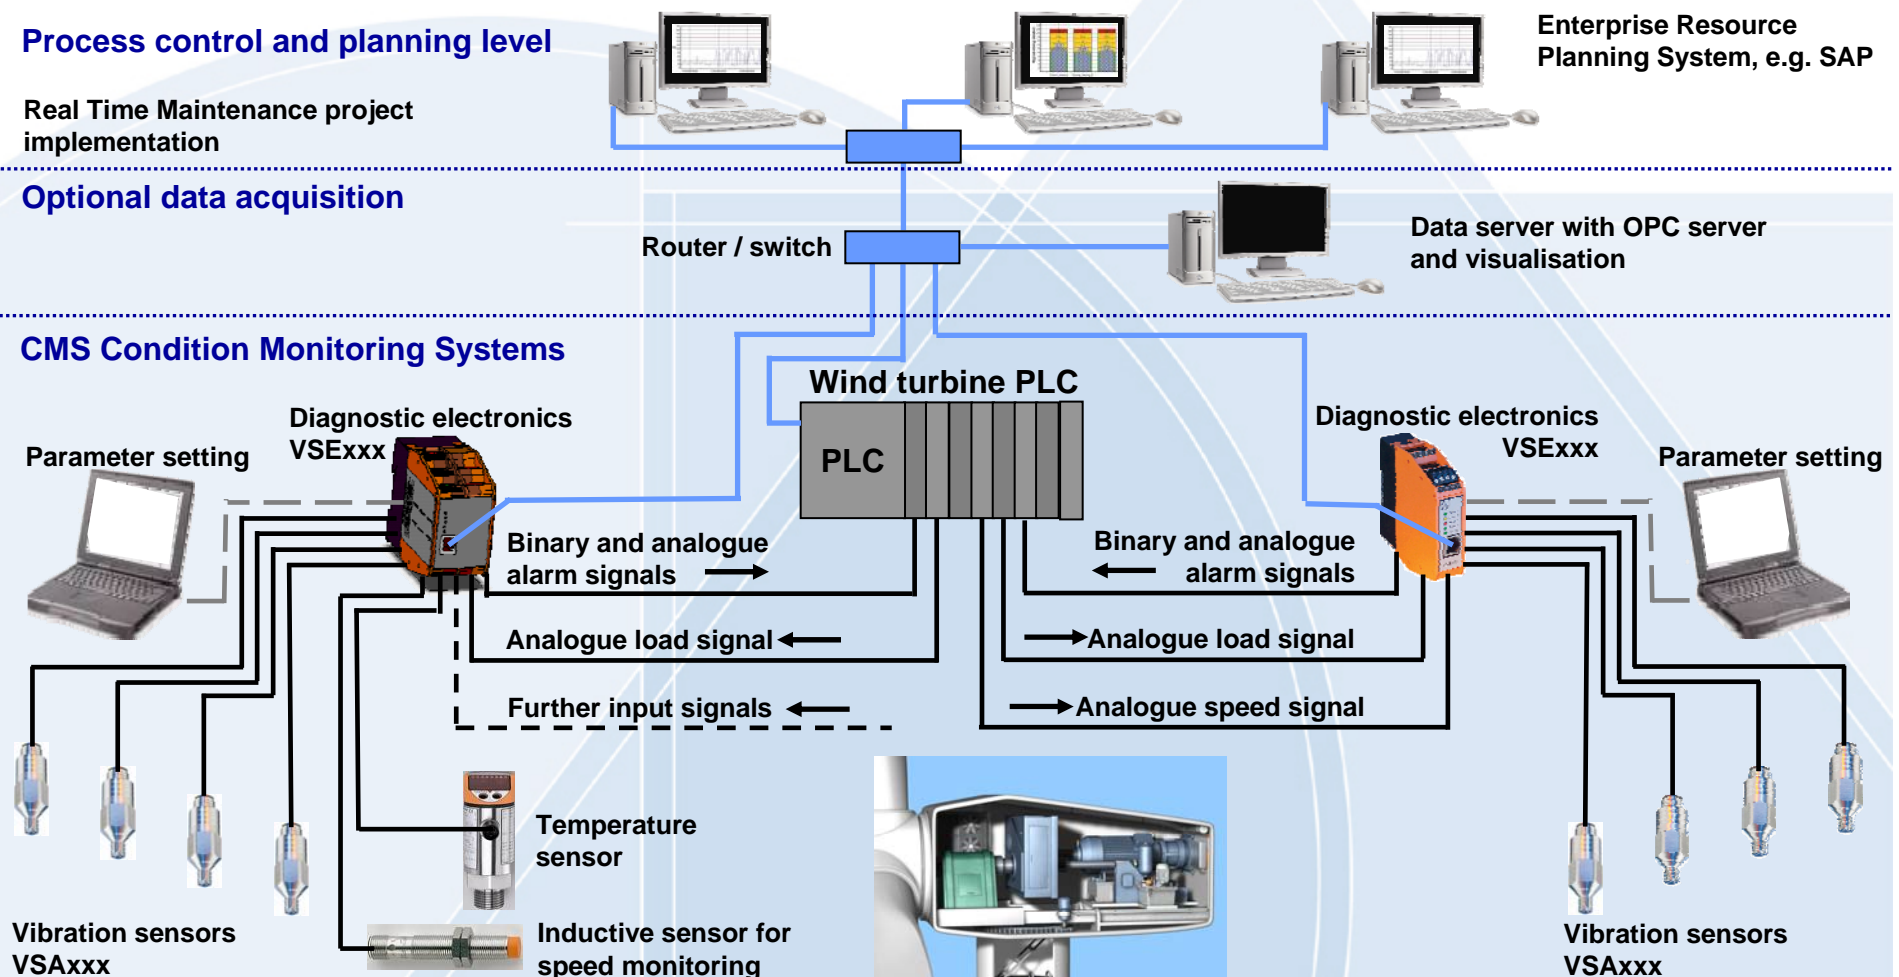 Process control and planning level
Enterprise Resource
Planning System, e.g. SAP
Real Time Maintenance project
implementation
Optional data acquisition
Router / switch
Data server with OPC server
and visualisation
CMS Condition Monitoring Systems
Wind turbine PLC
Diagnostic electronics
VSExxx
Diagnostic electronics
VSExxx
Parameter setting
PLC
Parameter setting
Binary and analogue
alarm signals
Binary and analogue
alarm signals
Analogue load signal
Analogue load signal
Further input signals
Analogue speed signal
Temperature
sensor
Vibration sensors
VSAxxx
Inductive sensor for
speed monitoring
Vibration sensors
VSAxxx